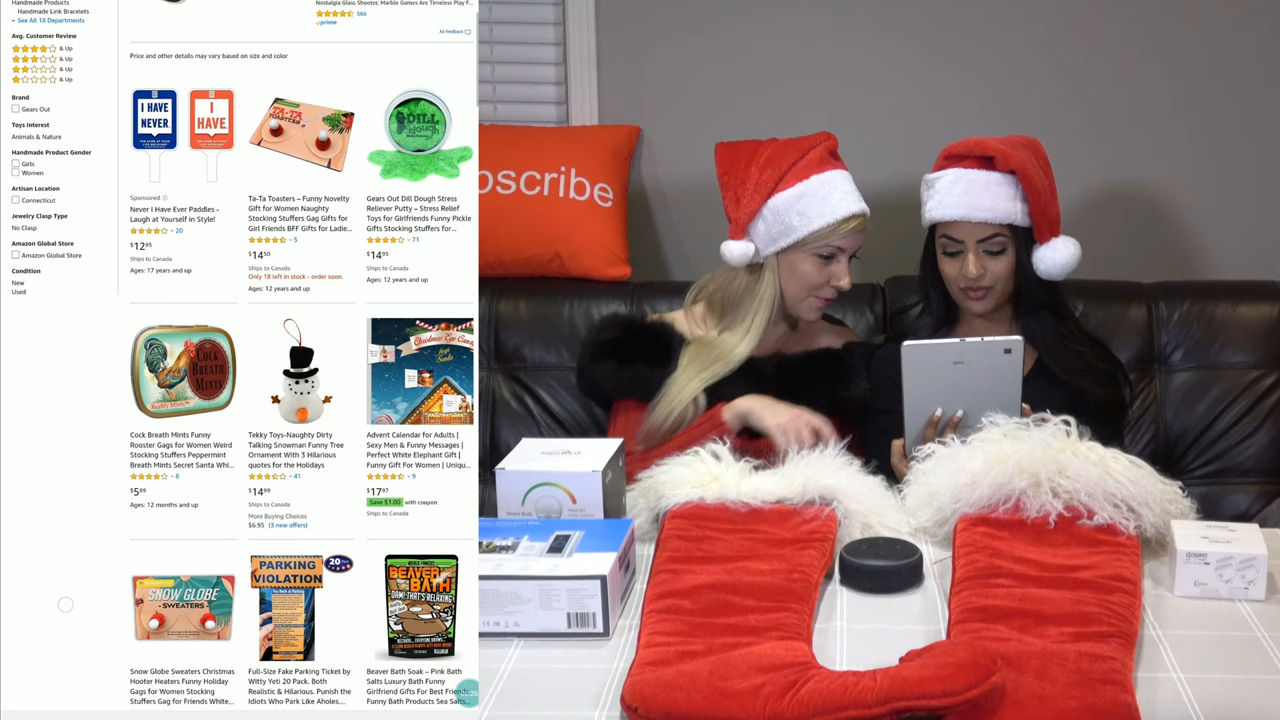 Handmade Products
Handmade Link Bracelets
See All 18 Departments
Avg. Customer Review
& Up
& Up
& Up
& Up
Brand
Gears Out
Toys Interest
Animals & Nature
Handmade Product Gender
Girls
Women
Artisan Location
Connecticut
Jewelry Clasp Type
No Clasp
Amazon Global Store
Amazon Global Store
Condition
New
Used
Nostalgia Glass Shooter, Marble Games Are Timeless Play F...
566
prime
Ad feedback
Price and other details may vary based on size and color
I HAVE
NEVER
I
HAVE
TA-TA
TOASTERS
DILL
dough
Sponsored
Never I Have Ever Paddles -
Laugh at Yourself in Style!
20
$12⁹⁵
Ships to Canada
Ages: 17 years and up
Ta-Ta Toasters – Funny Novelty
Gift for Women Naughty
Stocking Stuffers Gag Gifts for
Girl Friends BFF Gifts for Ladie...
5
$14⁵⁰
Ships to Canada
Only 18 left in stock - order soon.
Ages: 12 years and up
Gears Out Dill Dough Stress
Reliever Putty – Stress Relief
Toys for Girlfriends Funny Pickle
Gifts Stocking Stuffers for...
71
$14⁹⁵
Ships to Canada
Ages: 12 years and up
COCK
BREATH
MINTS
Christmas Eve
Cock Breath Mints Funny
Rooster Gags for Women Weird
Stocking Stuffers Peppermint
Breath Mints Secret Santa Whi...
8
$5⁸⁹
Ages: 12 months and up
Tekky Toys-Naughty Dirty
Talking Snowman Funny Tree
Ornament With 3 Hilarious
quotes for the Holidays
41
$14⁹⁹
Ships to Canada
More Buying Choices
$6.95 (3 new offers)
Advent Calendar for Adults |
Sexy Men & Funny Messages |
Perfect White Elephant Gift |
Funny Gift For Women | Uniqu...
9
$17⁹⁷
Save $1.00 with coupon
Ships to Canada
SNOW GLOBE
- SWEATERS -
PARKING
VIOLATION
20
BEAVER
BATH
DAM! THAT'S RELAXING
Snow Globe Sweaters Christmas
Hooter Heaters Funny Holiday
Gags for Women Stocking
Stuffers Gag for Friends White...
Full-Size Fake Parking Ticket by
Witty Yeti 20 Pack. Both
Realistic & Hilarious. Punish the
Idiots Who Park Like Aholes....
Beaver Bath Soak – Pink Bath
Salts Luxury Bath Funny
Girlfriend Gifts For Best Frien...
Funny Bath Products Sea Salts...
bscribe